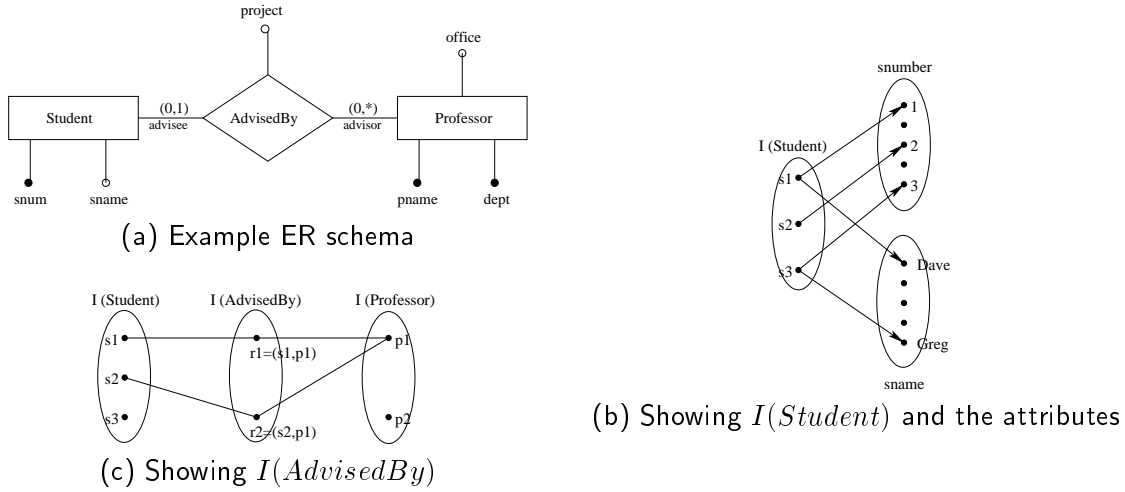 project
office
Student
(0,1)
advisee
AdvisedBy
(0,*)
advisor
Professor
snum
sname
pname
dept
(a) Example ER schema
I (Student)
I (AdvisedBy)
I (Professor)
s1
r1=(s1,p1)
p1
s2
s3
r2=(s2,p1)
p2
(c) Showing I(AdvisedBy)
snumber
1
I (Student)
2
s1
3
s2
s3
Dave
Greg
sname
(b) Showing I(Student) and the attributes